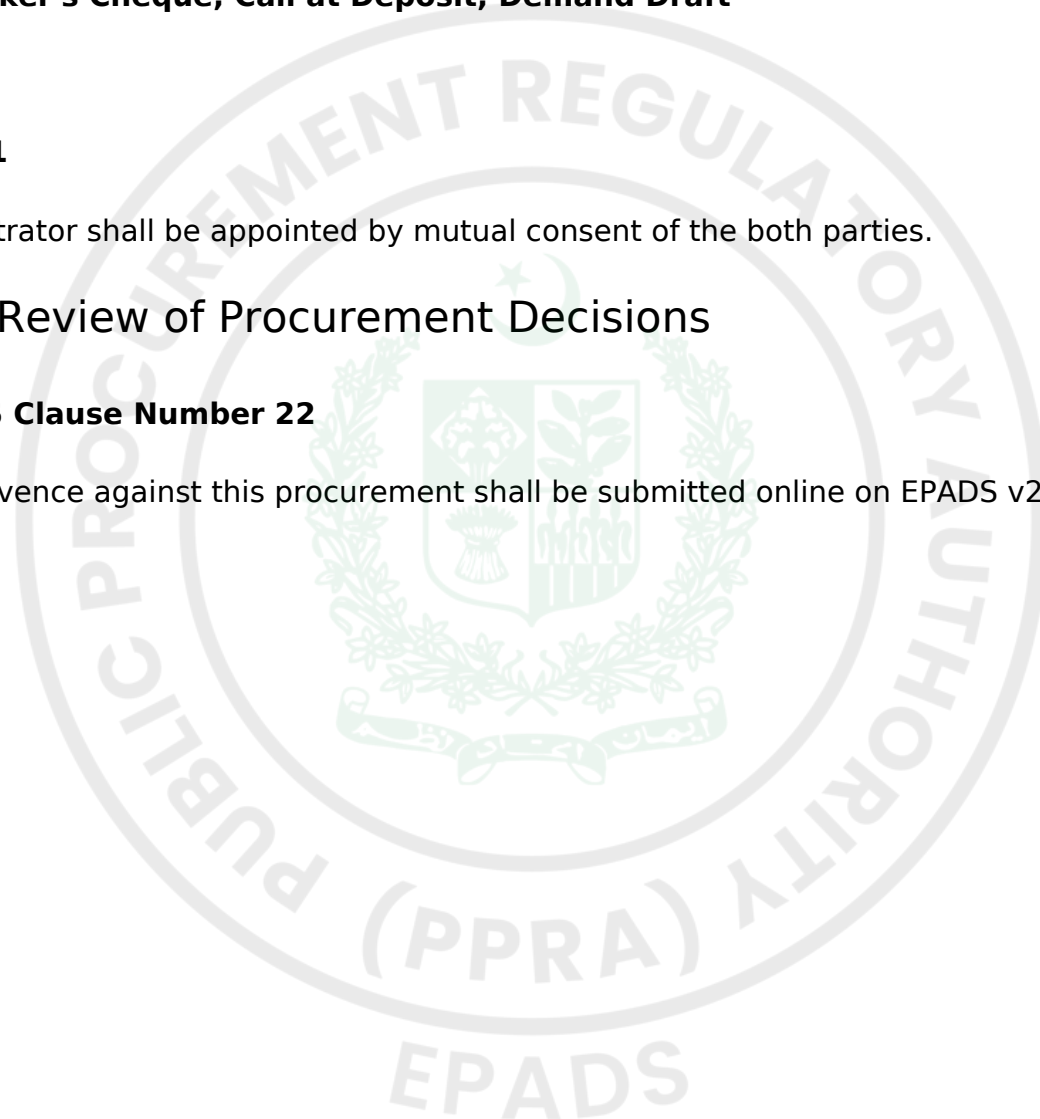 ker's Cheque, Call at Deposit, Demand Draft
1
trator shall be appointed by mutual consent of the both parties.
Review of Procurement Decisions
Clause Number 22
vence against this procurement shall be submitted online on EPADS v2
PUBLIC PROCUREMENT REGULATORY AUTHORITY
(PPRA)
EPADS